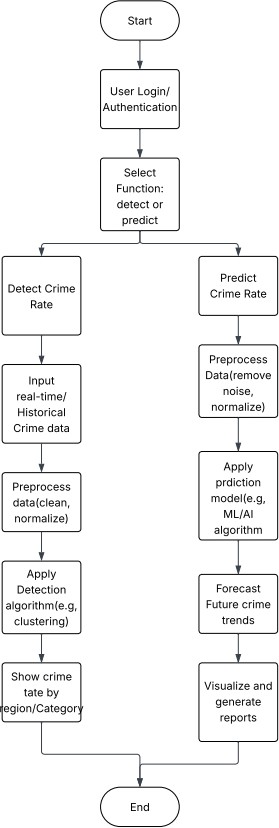 Start
User Login/
Authentication
Select
Function:
detect or
predict
Detect Crime
Rate
Input
real-time/
Historical
Crime data
Preprocess
data(clean,
normalize)
Apply
Detection
algorithm(e.g,
clustering)
Show crime
tate by
region/Category
Predict
Crime Rate
Preprocess
Data(remove
noise,
normalize)
Apply
prdiction
model(e.g,
ML/AI
algorithm
Forecast
Future crime
trends
Visualize and
generate
reports
End